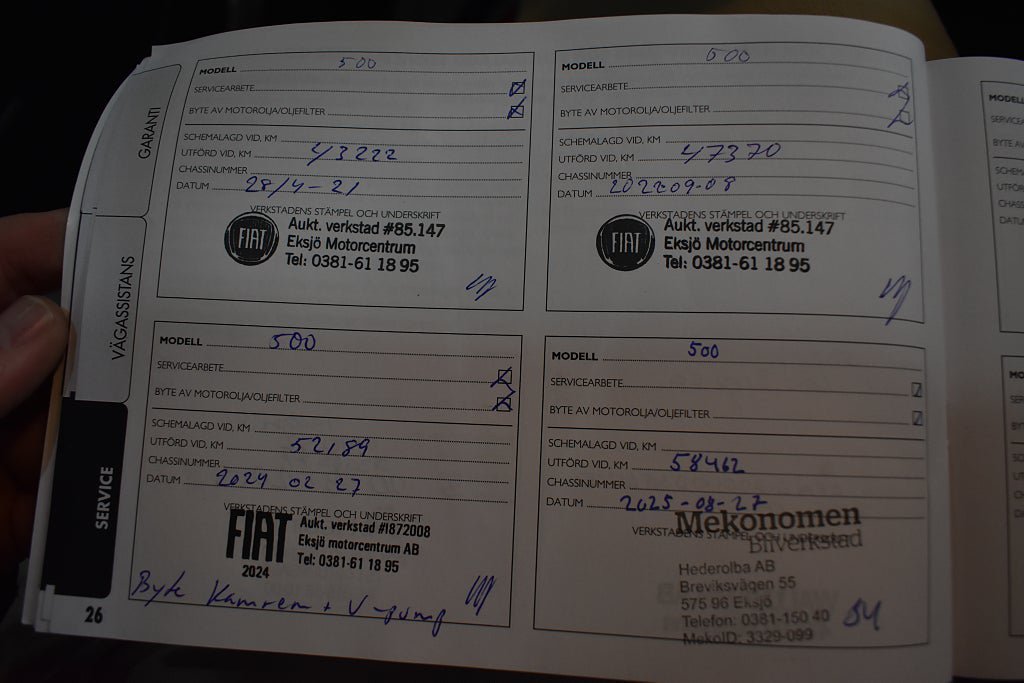 GARANTI
VÄGASSISTANS
SERVICE
26
MODELL 500
SERVICEARBETE
BYTE AV MOTOROLJA/OLJEFILTER
SCHEMALAGD VID, KM
UTFÖRD VID, KM 43222
CHASSINUMMER
DATUM 28/4-21
VERKSTADENS STÄMPEL OCH UNDERSKRIFT
FIAT
Aukt. verkstad #85.147
Eksjö Motorcentrum
Tel: 0381-61 18 95
MODELL 500
SERVICEARBETE
BYTE AV MOTOROLJA/OLJEFILTER
SCHEMALAGD VID, KM
UTFÖRD VID, KM 47370
CHASSINUMMER
DATUM 2022-09-08
VERKSTADENS STÄMPEL OCH UNDERSKRIFT
FIAT
Aukt. verkstad #85.147
Eksjö Motorcentrum
Tel: 0381-61 18 95
MODELL 500
SERVICEARBETE
BYTE AV MOTOROLJA/OLJEFILTER
SCHEMALAGD VID, KM
UTFÖRD VID, KM 52189
CHASSINUMMER
DATUM 2024 02 27
VERKSTADENS STÄMPEL OCH UNDERSKRIFT
FIAT
2024
Aukt. verkstad #1872008
Eksjö motorcentrum AB
Tel: 0381-61 18 95
Byte Kamrem + V-pump
MODELL 500
SERVICEARBETE
BYTE AV MOTOROLJA/OLJEFILTER
SCHEMALAGD VID, KM
UTFÖRD VID, KM 58462
CHASSINUMMER
DATUM 2025-08-27
VERKSTADENS STÄMPEL OCH UNDERSKRIFT
Mekonomen
Bilverkstad
Hederolba AB
Breviksvägen 55
575 96 Eksjö
Telefon: 0381-150 40
MekoID: 3329-099